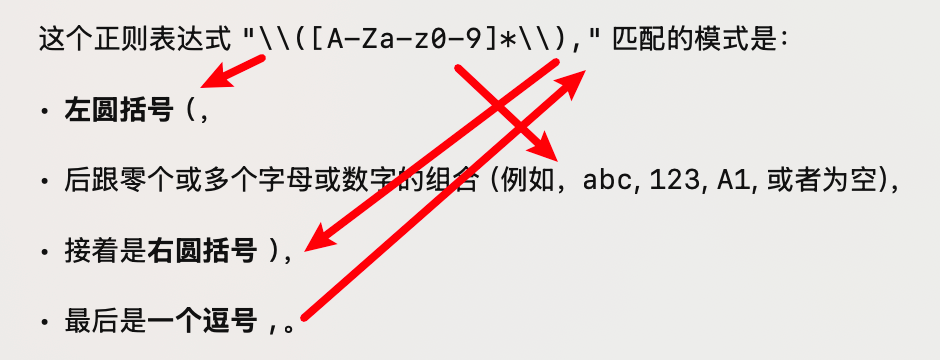 这个正则表达式 "\\([A-Za-z0-9]*\\)," 匹配的模式是：
• 左圆括号 (，
• 后跟零个或多个字母或数字的组合 (例如，abc, 123, A1, 或者为空)，
• 接着是右圆括号 )，
• 最后是一个逗号 ,。